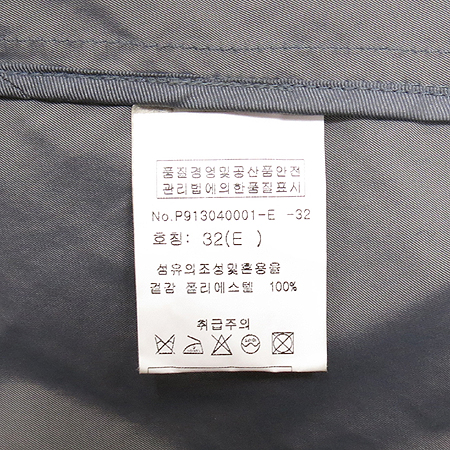 품질경영및공산품안전
관리법에의한품질표시
No.P913040001-E -32
호칭: 32(E )
섬유의조성및혼용율
겉감 폴리에스텔 100%
취급주의